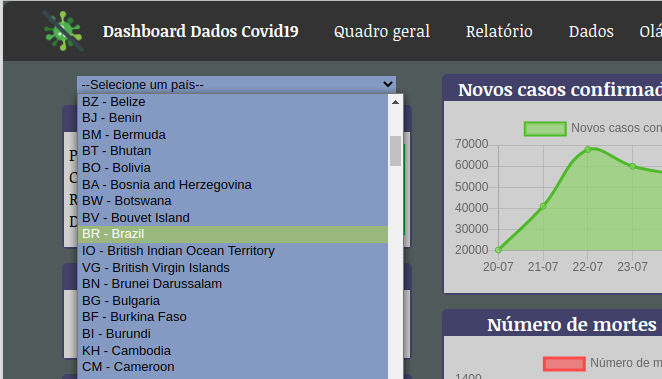 Dashboard Dados Covid19 Quadro geral Relatório Dados Olá
--Selecione um país--
BZ - Belize
BJ - Benin
BM - Bermuda
BT - Bhutan
BO - Bolivia
BA - Bosnia and Herzegovina
BW - Botswana
BV - Bouvet Island
BR - Brazil
IO - British Indian Ocean Territory
VG - British Virgin Islands
BN - Brunei Darussalam
BG - Bulgaria
BF - Burkina Faso
BI - Burundi
KH - Cambodia
CM - Cameroon
Novos casos confirmad
Novos casos con
70000
60000
50000
40000
30000
20000
20-07 21-07 22-07 23-07
Número de mortes
Número de m
1400